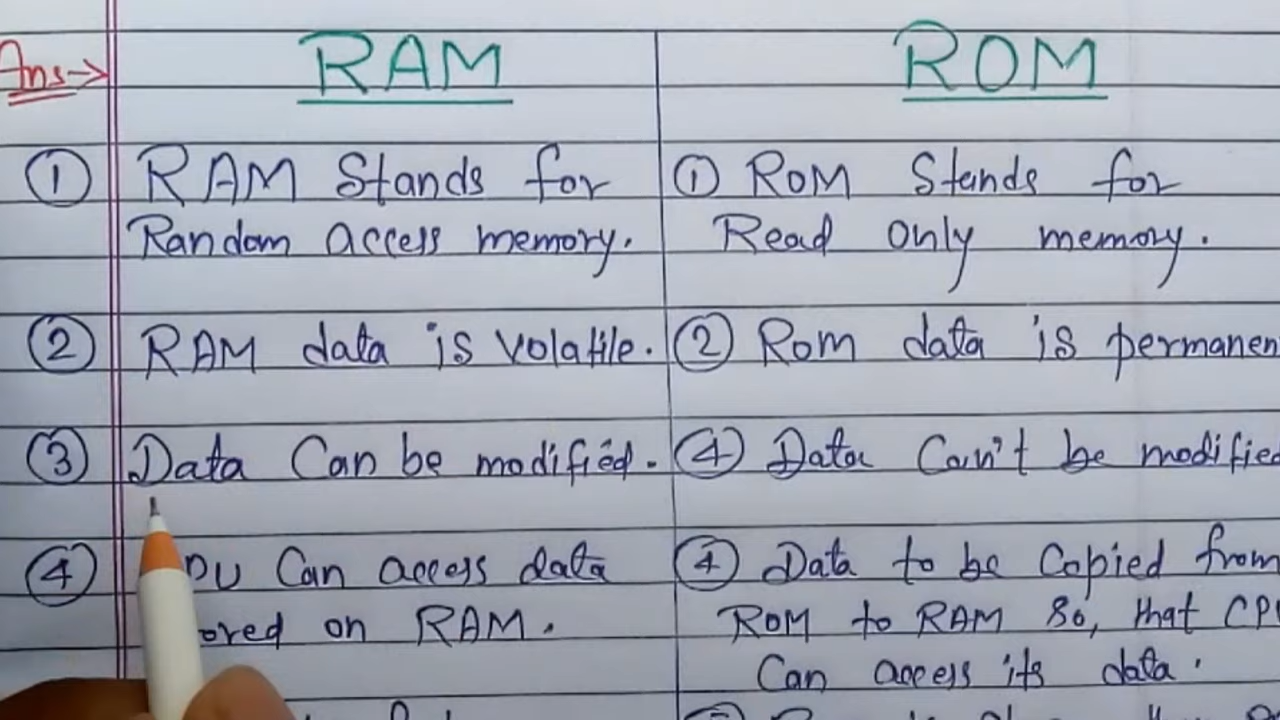 Ans→
RAM
ROM
① RAM Stands for
Random access memory.
① ROM Stands for
Read only memory.
② RAM data is volatile.
② Rom data is permanen
③ Data Can be modified.
④ Data Can't be modified
④ PU Can access data
ored on RAM.
④ Data to be Copied from
ROM to RAM So, that CPU
Can access its data.